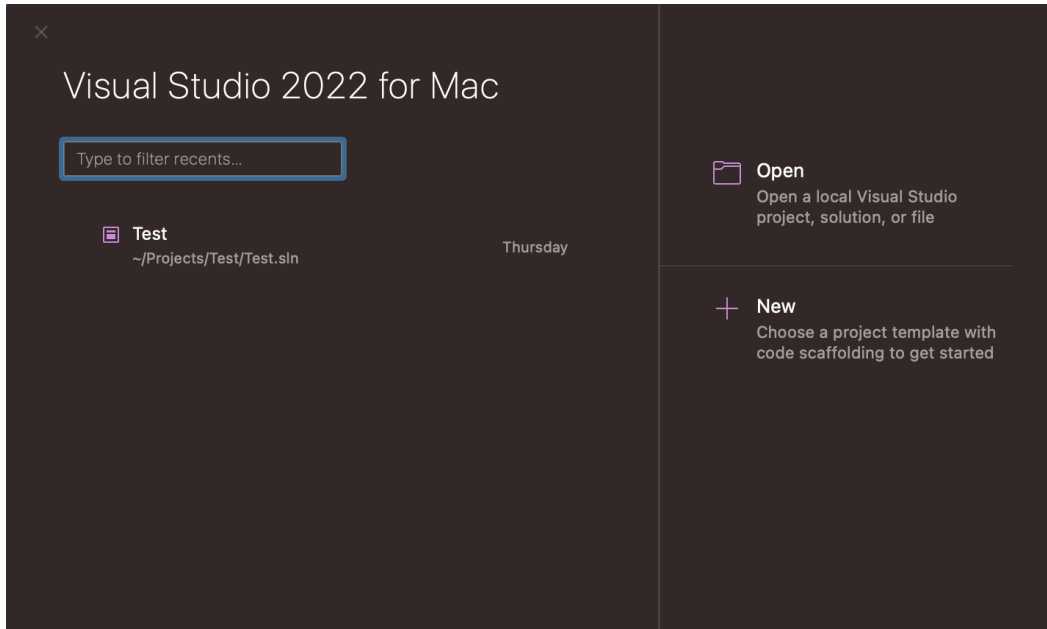 Visual Studio 2022 for Mac
Type to filter recents...
Test
~/Projects/Test/Test.sln
Thursday
Open
Open a local Visual Studio
project, solution, or file
New
Choose a project template with
code scaffolding to get started